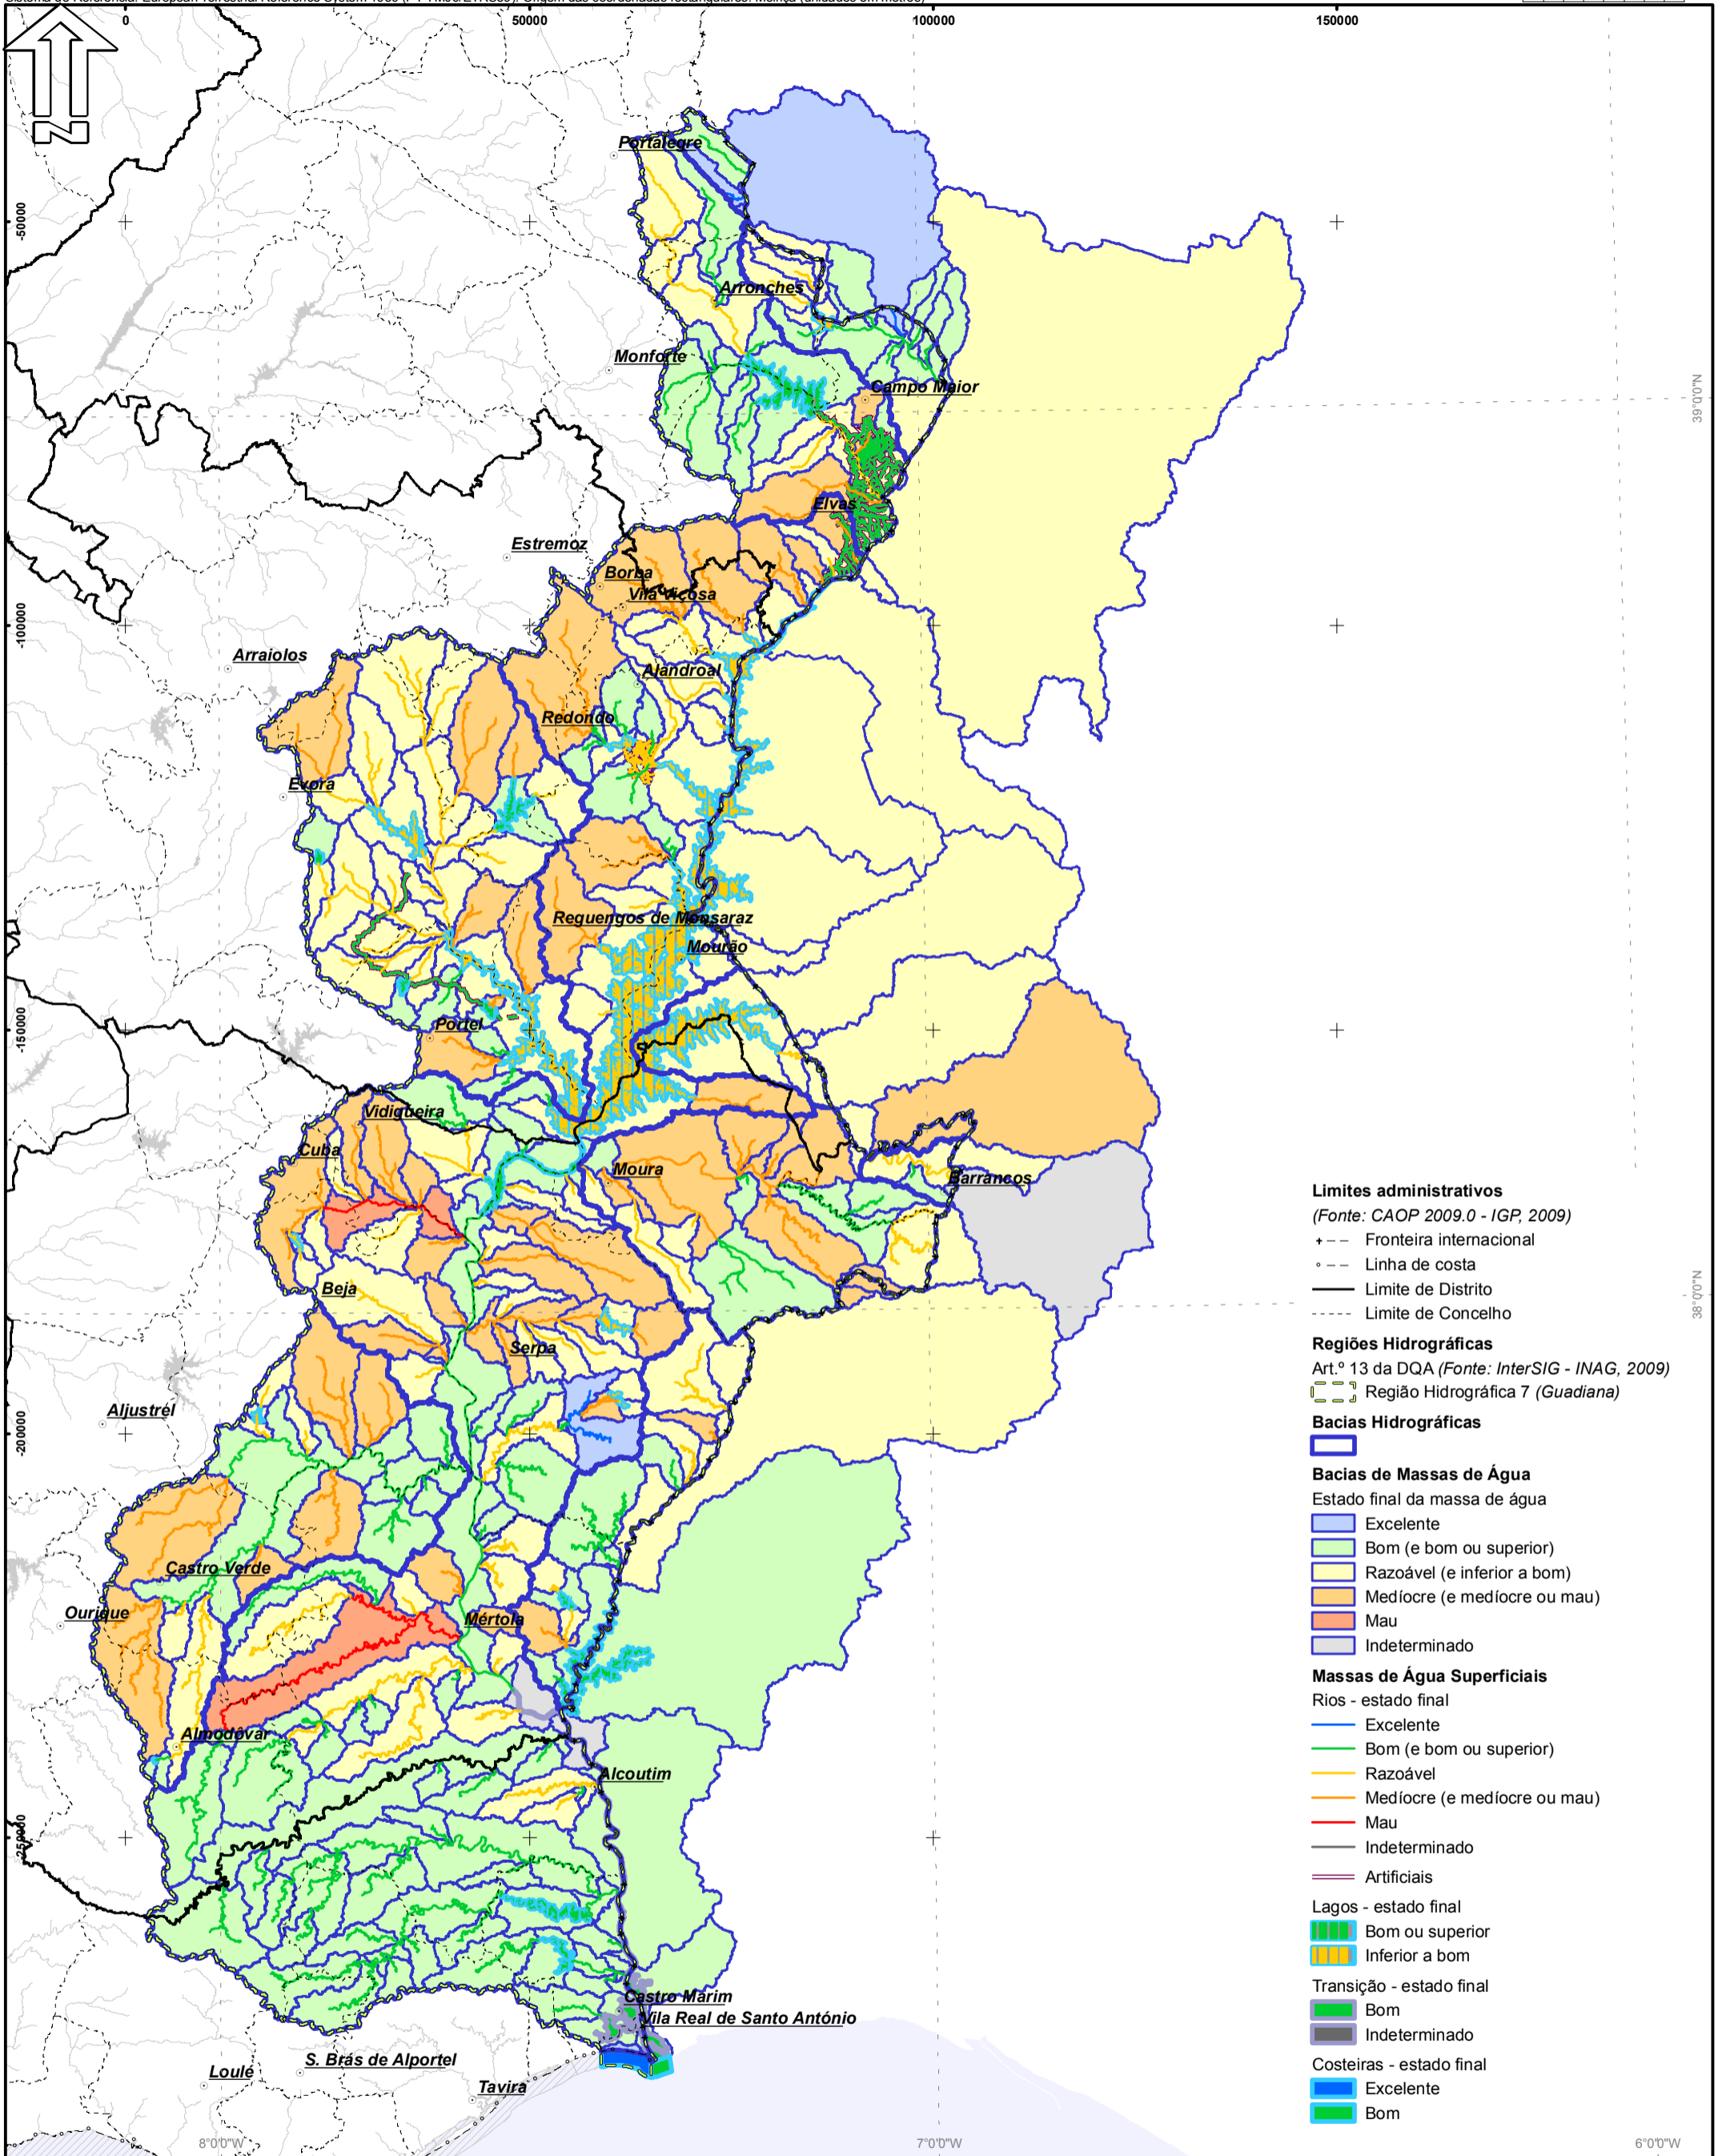 50000
100000
150000
N
Portalegre
-50000
Arronches
Monforte
Campo Maior
39°0'0"N
Elvas
Estremoz
Borba
Vila Viçosa
-100000
Arraiolos
Alandroal
Redondo
Évora
Reguengos de Monsaraz
Mourão
Portel
-150000
Vidigueira
Cuba
Moura
Barrancos
Beja
38°0'0"N
Serpa
Aljustrel
-200000
Castro Verde
Ourique
Mértola
Almodôvar
Alcoutim
-250000
Castro Marim
Vila Real de Santo António
S. Brás de Alportel
Loulé
Tavira
8°0'0"W
7°0'0"W
6°0'0"W
Limites administrativos
(Fonte: CAOP 2009.0 - IGP, 2009)
Fronteira internacional
Linha de costa
Limite de Distrito
Limite de Concelho
Regiões Hidrográficas
Art.º 13 da DQA (Fonte: InterSIG - INAG, 2009)
Região Hidrográfica 7 (Guadiana)
Bacias Hidrográficas
Bacias de Massas de Água
Estado final da massa de água
Excelente
Bom (e bom ou superior)
Razoável (e inferior a bom)
Medíocre (e medíocre ou mau)
Mau
Indeterminado
Massas de Água Superficiais
Rios - estado final
Excelente
Bom (e bom ou superior)
Razoável
Medíocre (e medíocre ou mau)
Mau
Indeterminado
Artificiais
Lagos - estado final
Bom ou superior
Inferior a bom
Transição - estado final
Bom
Indeterminado
Costeiras - estado final
Excelente
Bom